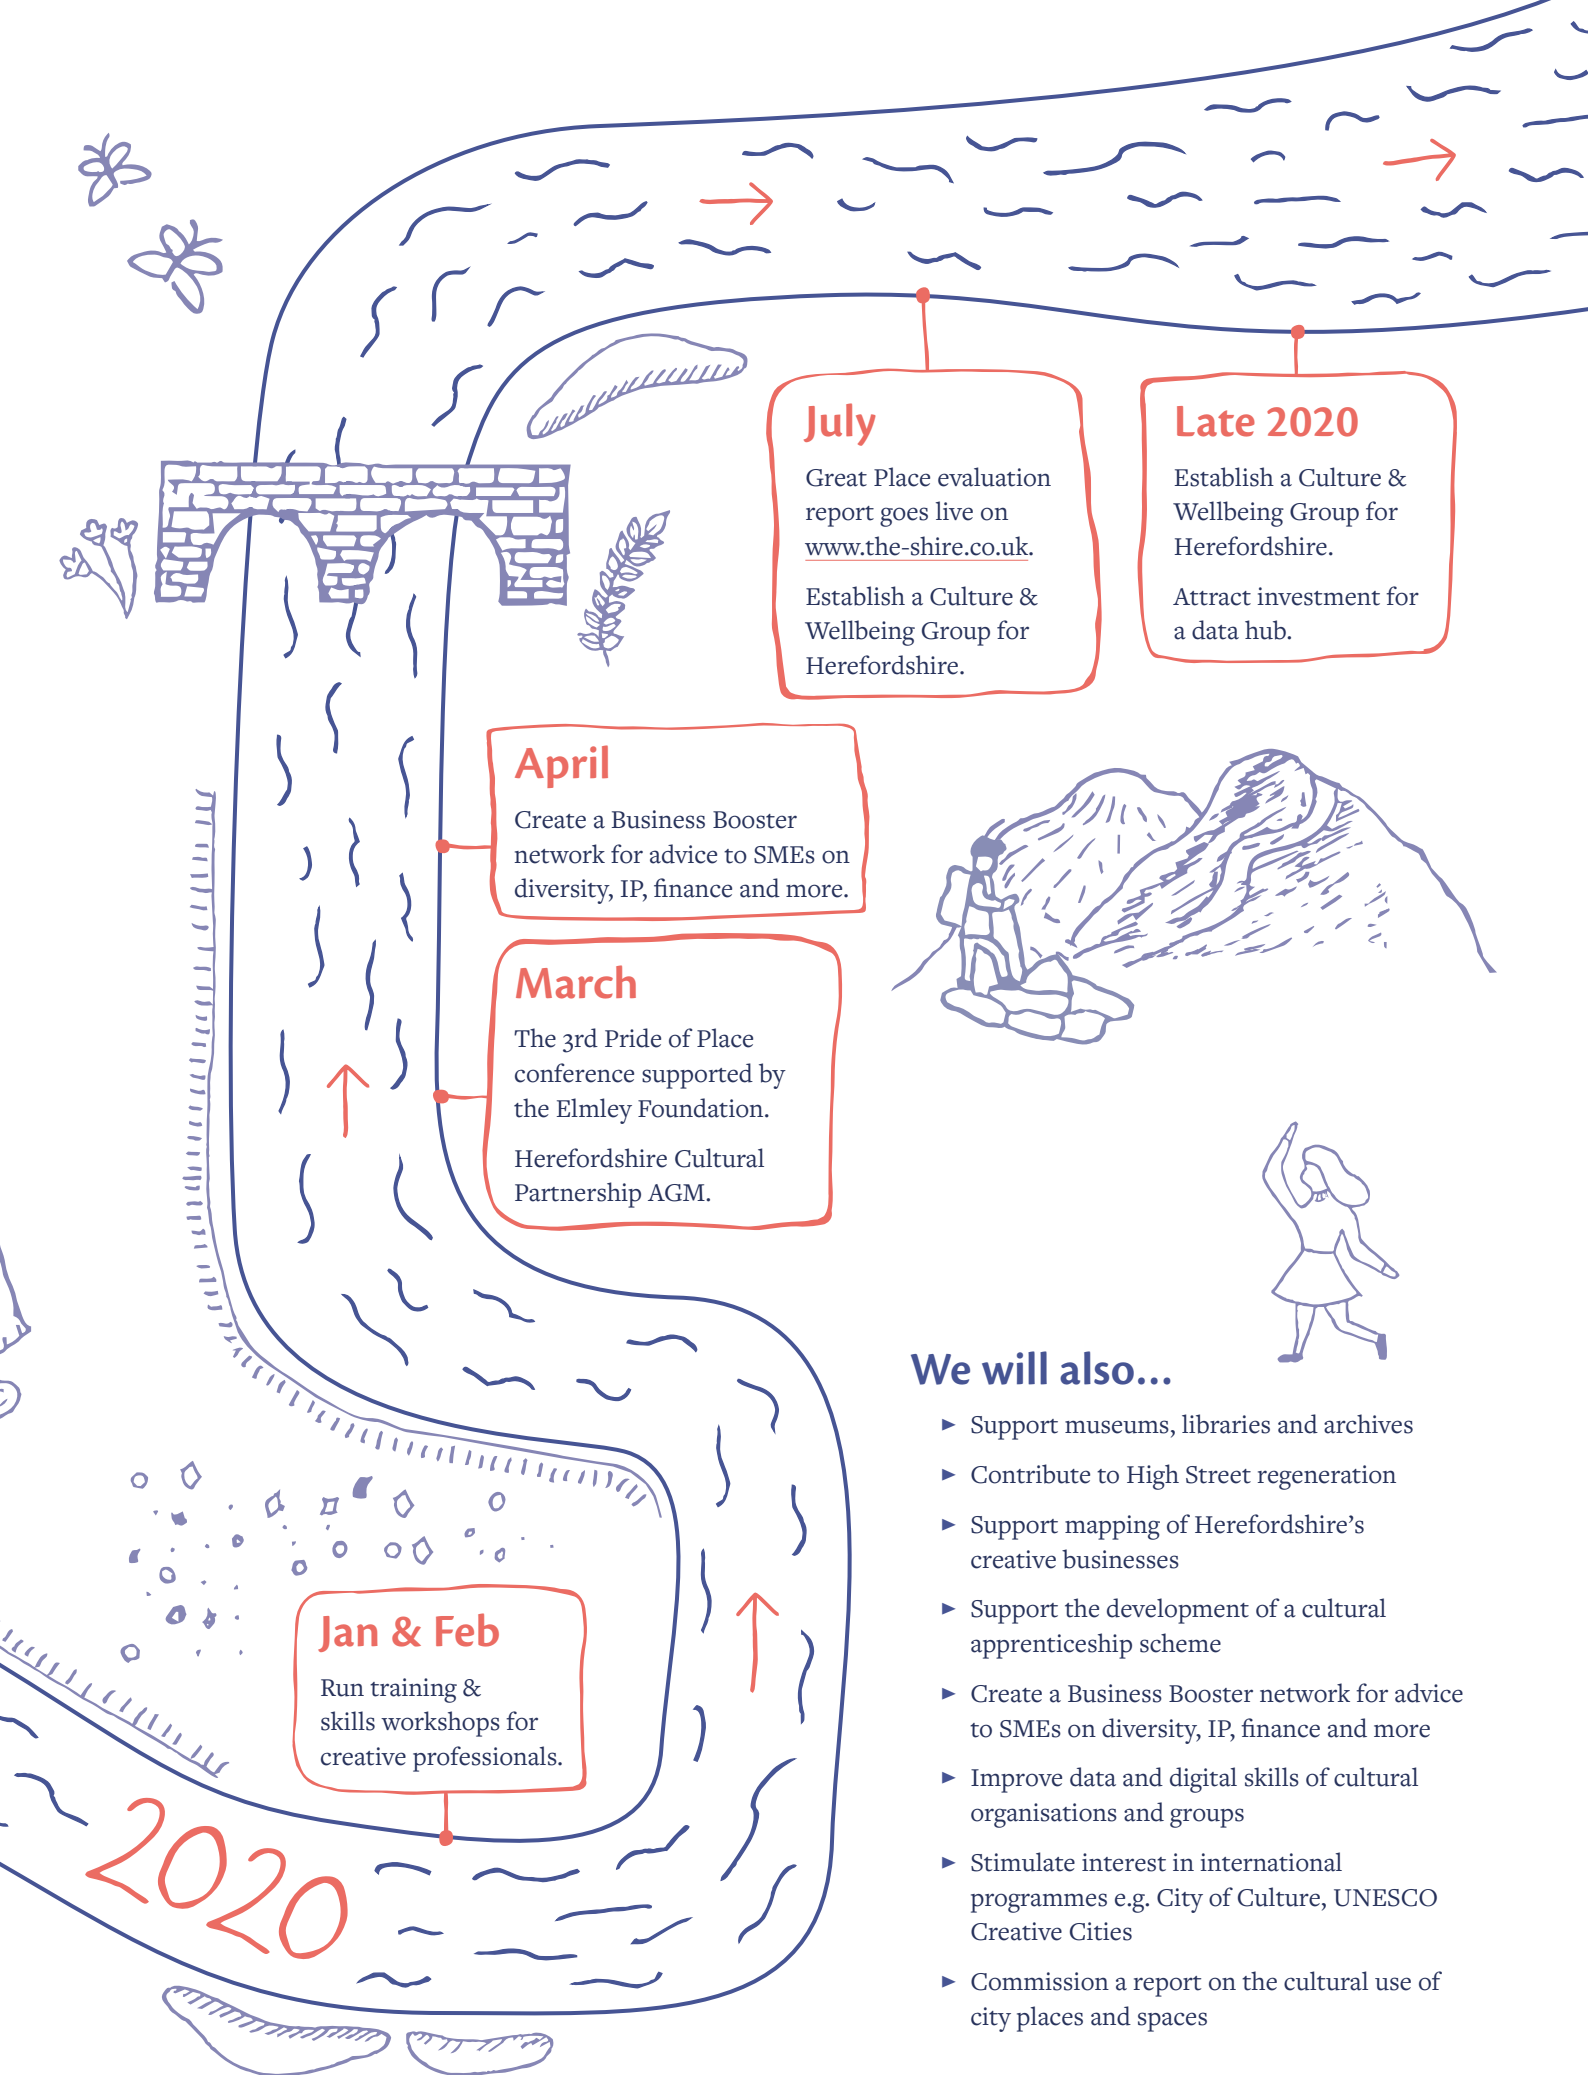 July
Great Place evaluation
report goes live on
www.the-shire.co.uk.
Establish a Culture &
Wellbeing Group for
Herefordshire.
Late 2020
Establish a Culture &
Wellbeing Group for
Herefordshire.
Attract investment for
a data hub.
April
Create a Business Booster
network for advice to SMEs on
diversity, IP, finance and more.
March
The 3rd Pride of Place
conference supported by
the Elmley Foundation.
Herefordshire Cultural
Partnership AGM.
Jan & Feb
Run training &
skills workshops for
creative professionals.
2020
We will also...
► Support museums, libraries and archives
► Contribute to High Street regeneration
► Support mapping of Herefordshire's
creative businesses
► Support the development of a cultural
apprenticeship scheme
► Create a Business Booster network for advice
to SMEs on diversity, IP, finance and more
► Improve data and digital skills of cultural
organisations and groups
► Stimulate interest in international
programmes e.g. City of Culture, UNESCO
Creative Cities
► Commission a report on the cultural use of
city places and spaces